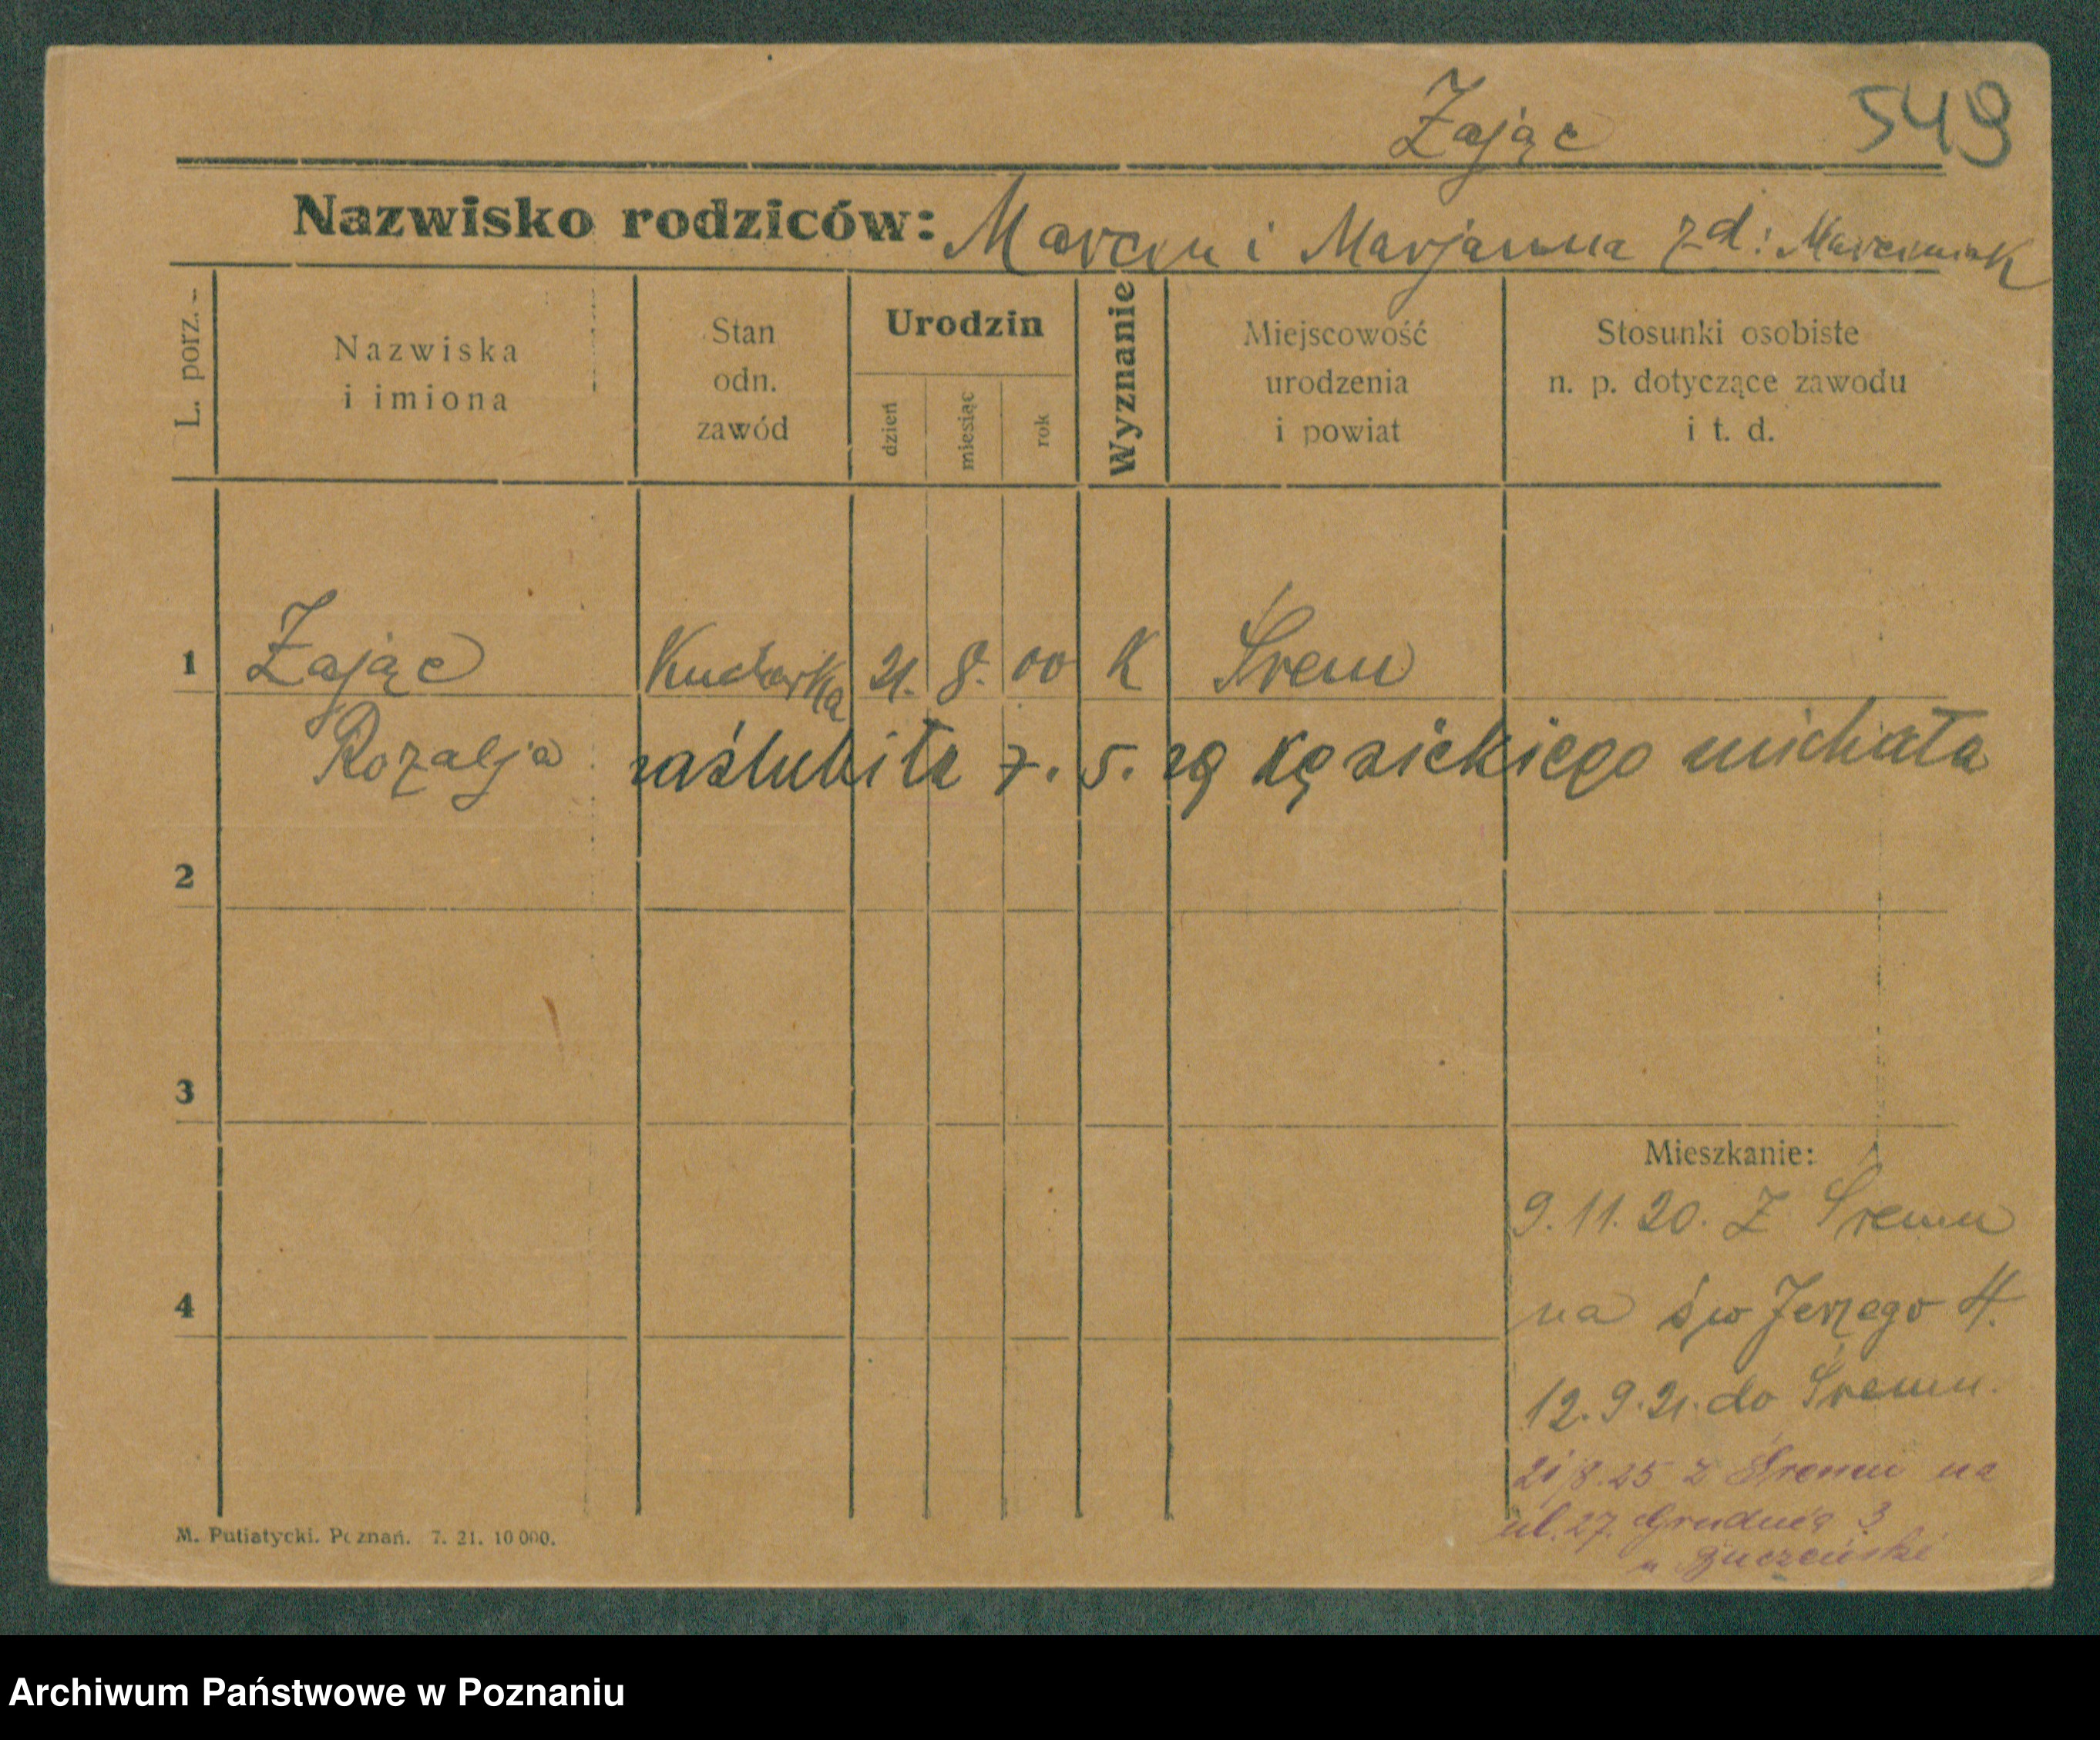 Zając 549
Nazwisko rodziców: Marcin i Marjanna zd: Marciniak
L. porz.
Nazwiska
i imiona
Stan
odn.
zawód
Urodzin
dzień
miesiąc
rok
Wyznanie
Miejscowość
urodzenia
i powiat
Stosunki osobiste
n. p. dotyczące zawodu
i t. d.
1 Zając Kucharka 21. 8. 00 K Śrem
Rozalja zaślubiła 7. 5. 29 Kęsickiego michała
2
3
4
Mieszkanie:
9.11.20. Z Śremu
na św Jerzego 4.
12.9.21. do Śremu.
21/8.25 z Śremu na
ul. 27. Grudnia 3
u
M. Putiatycki. Poznań. 7. 21. 10 000.
Archiwum Państwowe w Poznaniu